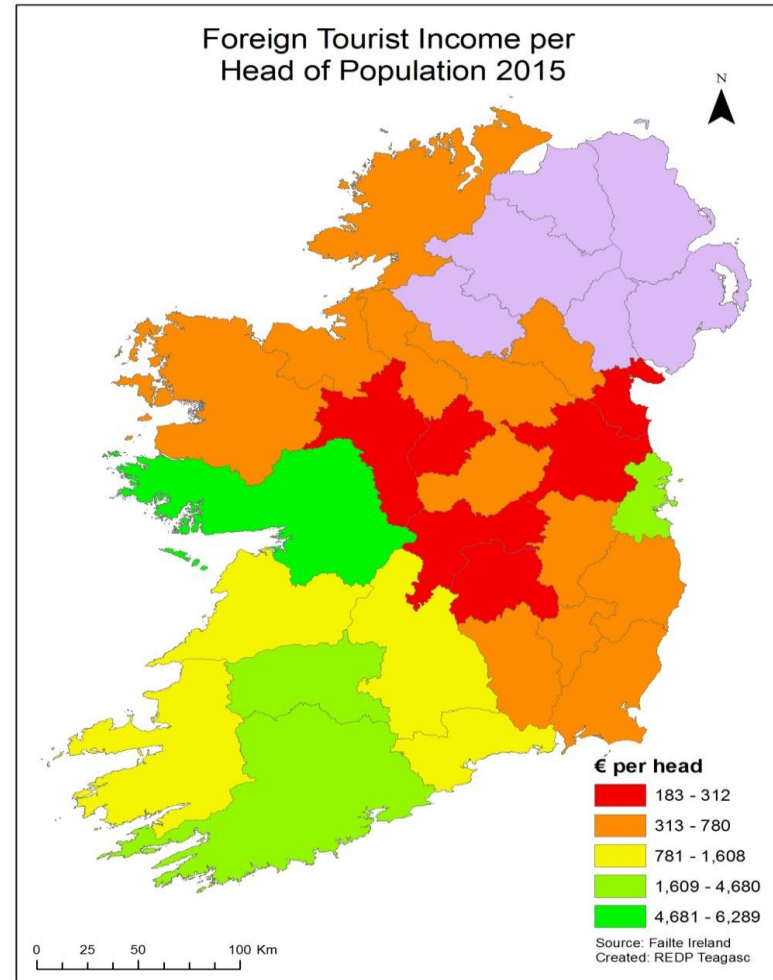 Foreign Tourist Income per
Head of Population 2015
N
€ per head
183 - 312
313 - 780
781 - 1,608
1,609 - 4,680
4,681 - 6,289
Source: Failte Ireland
Created: REDP Teagasc
0 25 50 100 Km